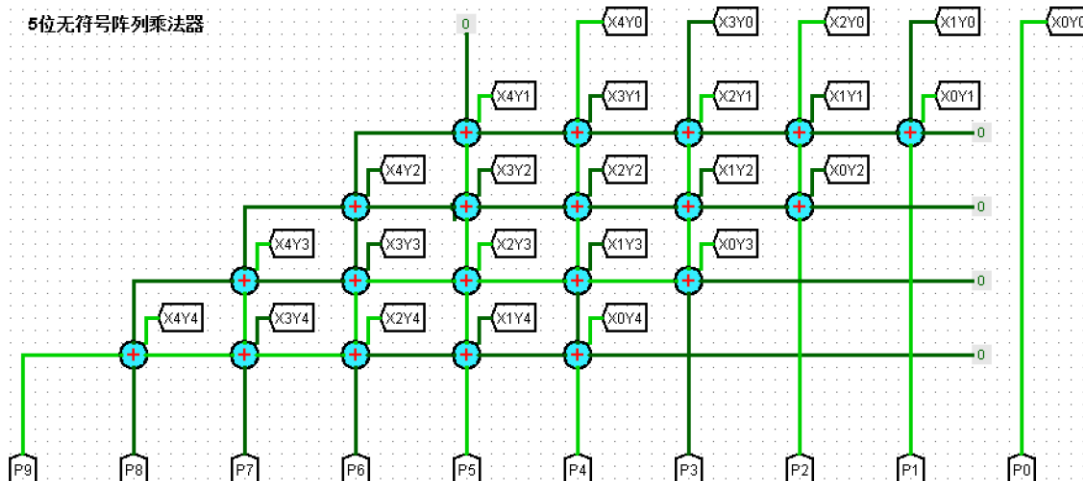 5位无符号阵列乘法器
0 X4Y0 X3Y0 X2Y0 X1Y0 X0Y0
X4Y1 X3Y1 X2Y1 X1Y1 X0Y1
0
X4Y2 X3Y2 X2Y2 X1Y2 X0Y2
0
X4Y3 X3Y3 X2Y3 X1Y3 X0Y3
0
X4Y4 X3Y4 X2Y4 X1Y4 X0Y4
0
P9 P8 P7 P6 P5 P4 P3 P2 P1 P0